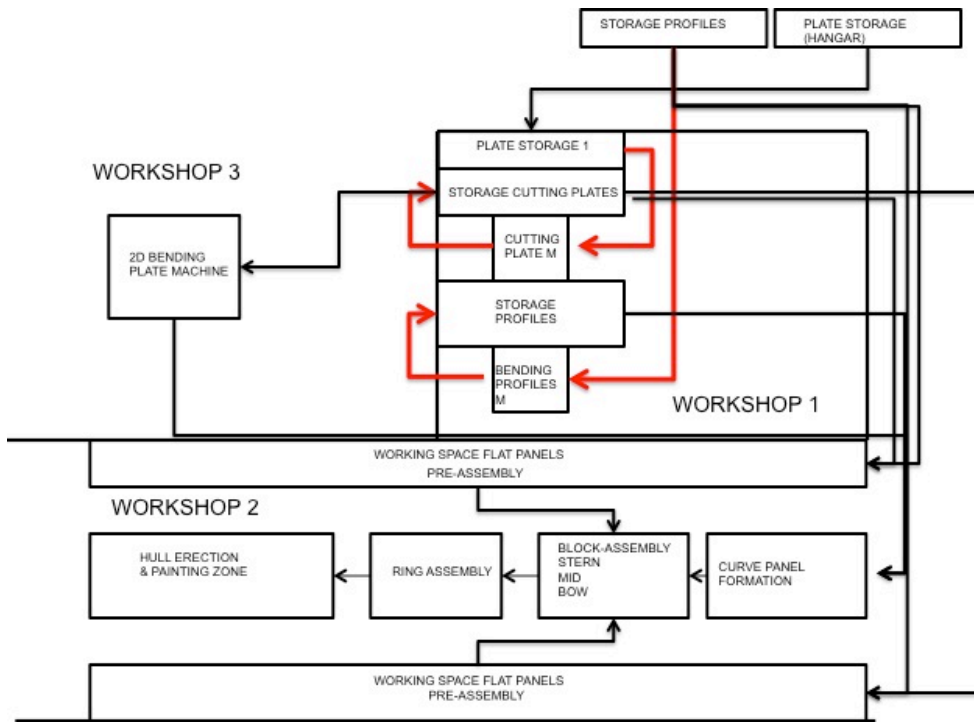 STORAGE PROFILES
PLATE STORAGE
(HANGAR)
PLATE STORAGE 1
WORKSHOP 3
STORAGE CUTTING PLATES
2D BENDING
PLATE MACHINE
CUTTING
PLATE M
STORAGE
PROFILES
BENDING
PROFILES
M
WORKSHOP 1
WORKING SPACE FLAT PANELS
PRE-ASSEMBLY
WORKSHOP 2
HULL ERECTION
& PAINTING ZONE
RING ASSEMBLY
BLOCK-ASSEMBLY
STERN
MID
BOW
CURVE PANEL
FORMATION
WORKING SPACE FLAT PANELS
PRE-ASSEMBLY